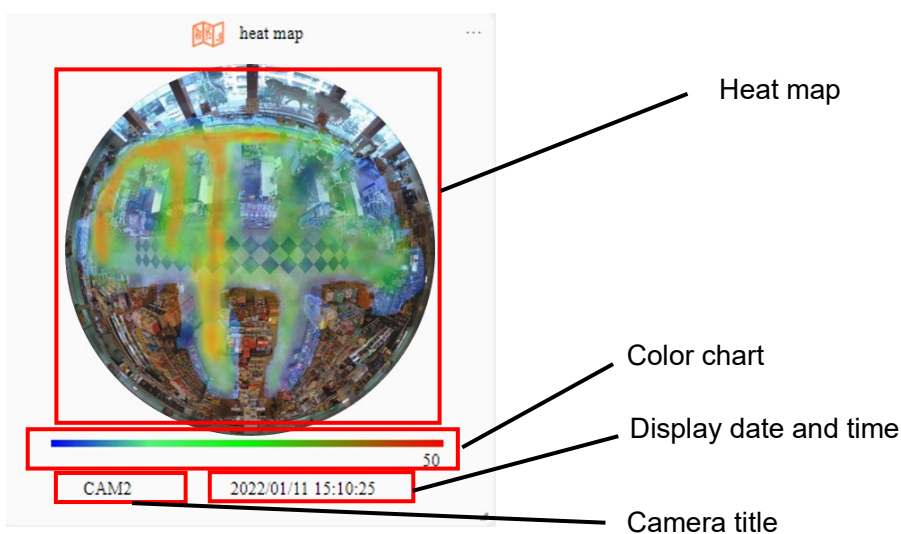 heat map
Heat map
Color chart
50
Display date and time
CAM2
2022/01/11 15:10:25
Camera title